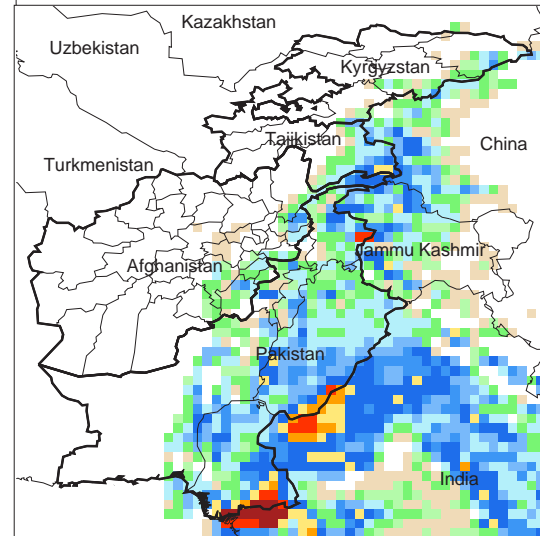 Kazakhstan
Uzbekistan
Kyrgyzstan
Tajikistan
China
Turkmenistan
Jammu Kashmir
Afghanistan
Pakistan
India